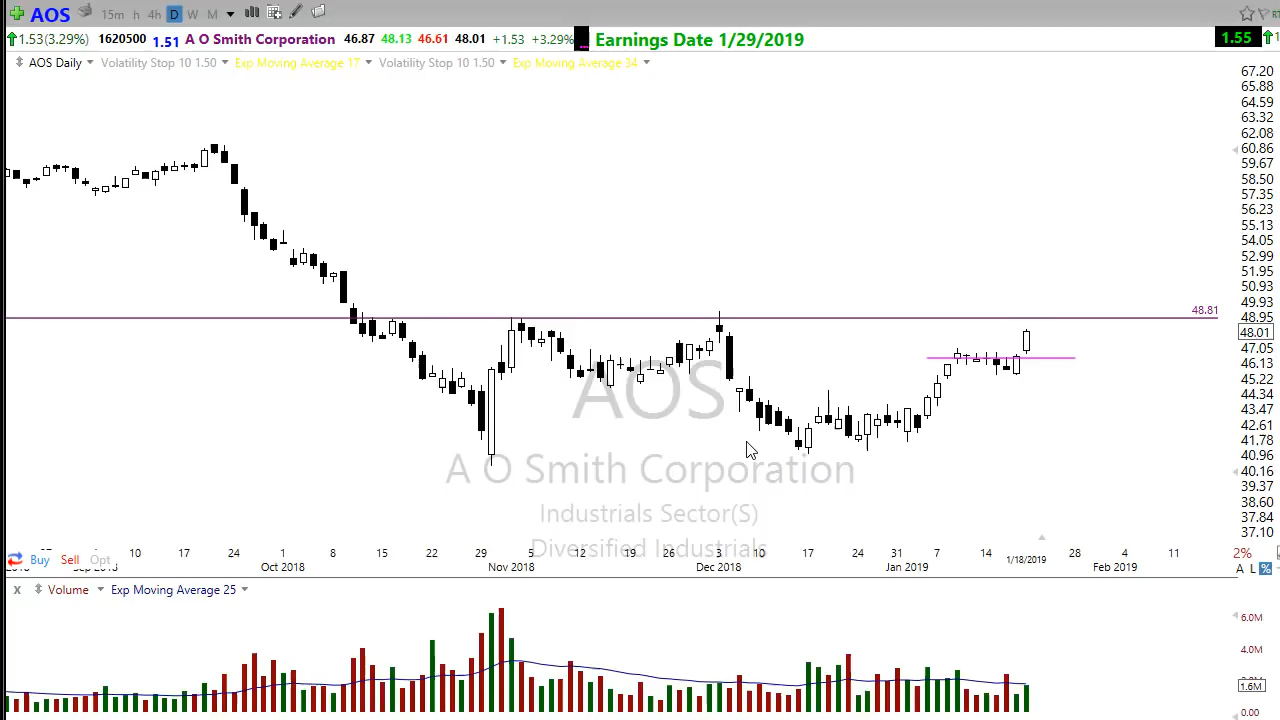 AOS 15m h 4h D W M
1.53(3.29%) 1620500 1.51 A O Smith Corporation 46.87 48.13 46.61 48.01 +1.53 +3.29% Earnings Date 1/29/2019 1.55
AOS Daily Volatility Stop 10 1.50 Exp Moving Average 17 Volatility Stop 10 1.50 Exp Moving Average 34
67.20
65.88
64.59
63.32
62.08
60.86
59.67
58.50
57.35
56.23
55.13
54.05
52.99
51.95
50.93
49.93
48.81
48.95
48.01
47.05
46.13
45.22
44.34
43.47
42.61
41.78
40.96
40.16
39.37
38.60
37.84
37.10
AOS
A O Smith Corporation
Industrials Sector(S)
Diversified Industrials
Buy Sell Opt
10 17 24 1 8 15 22 29 5 12 19 26 3 10 17 24 31 7 14 1/18/2019 28 4 11 2%
Oct 2018 Nov 2018 Dec 2018 Jan 2019 Feb 2019 A L %
X Volume Exp Moving Average 25
6.0M
4.0M
1.6M
0.00